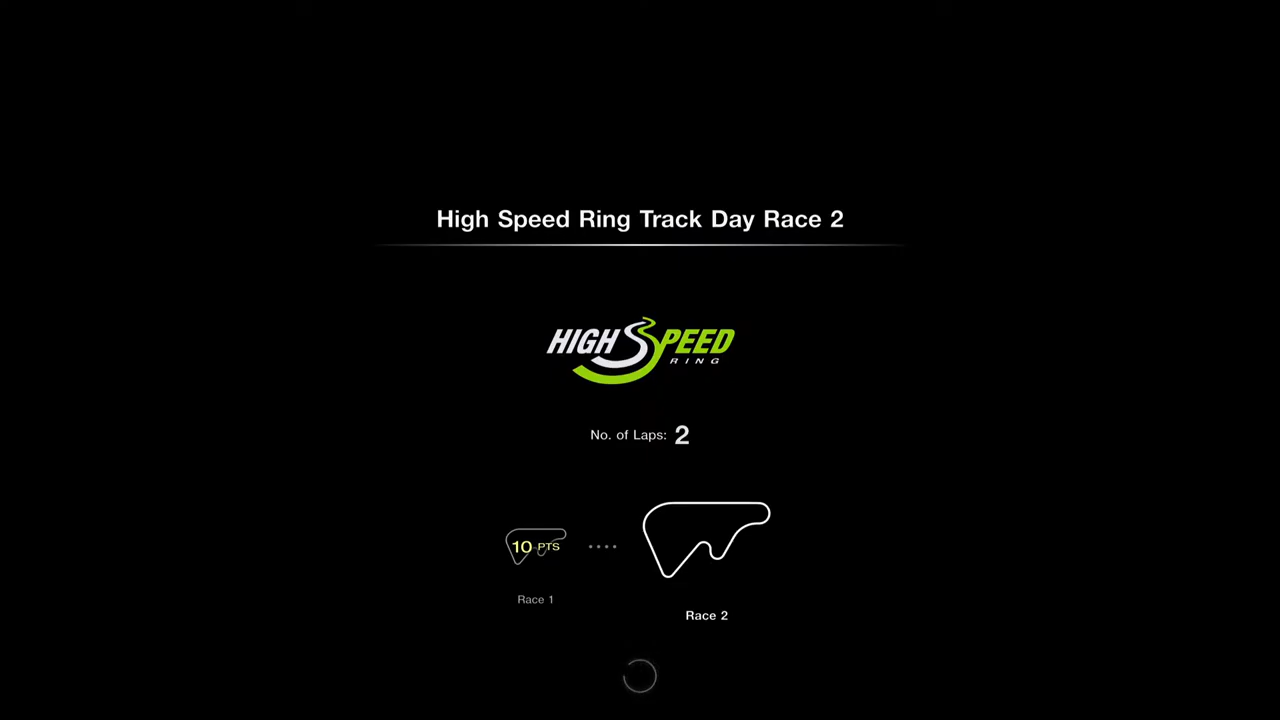 High Speed Ring Track Day Race 2
HIGH SPEED
RING
No. of Laps: 2
10 PTS
Race 1
Race 2